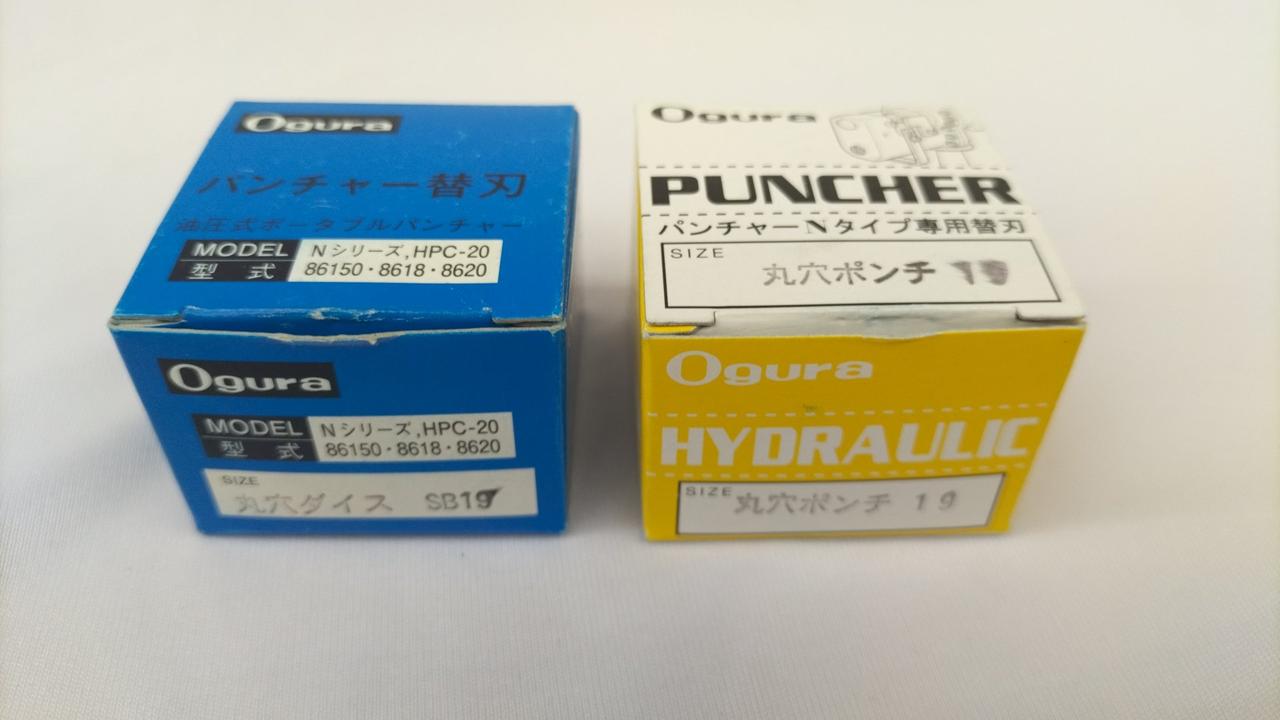 Ogura
パンチャー替刃
油圧式ポータブルパンチャー
MODEL Nシリーズ,HPC-20
型式 86150・8618・8620
Ogura
MODEL Nシリーズ,HPC-20
型式 86150・8618・8620
SIZE
丸穴ダイス SB19
Ogura
PUNCHER
パンチャーNタイプ専用替刃
SIZE
丸穴ポンチ 19
Ogura
HYDRAULIC
SIZE
丸穴ポンチ 19